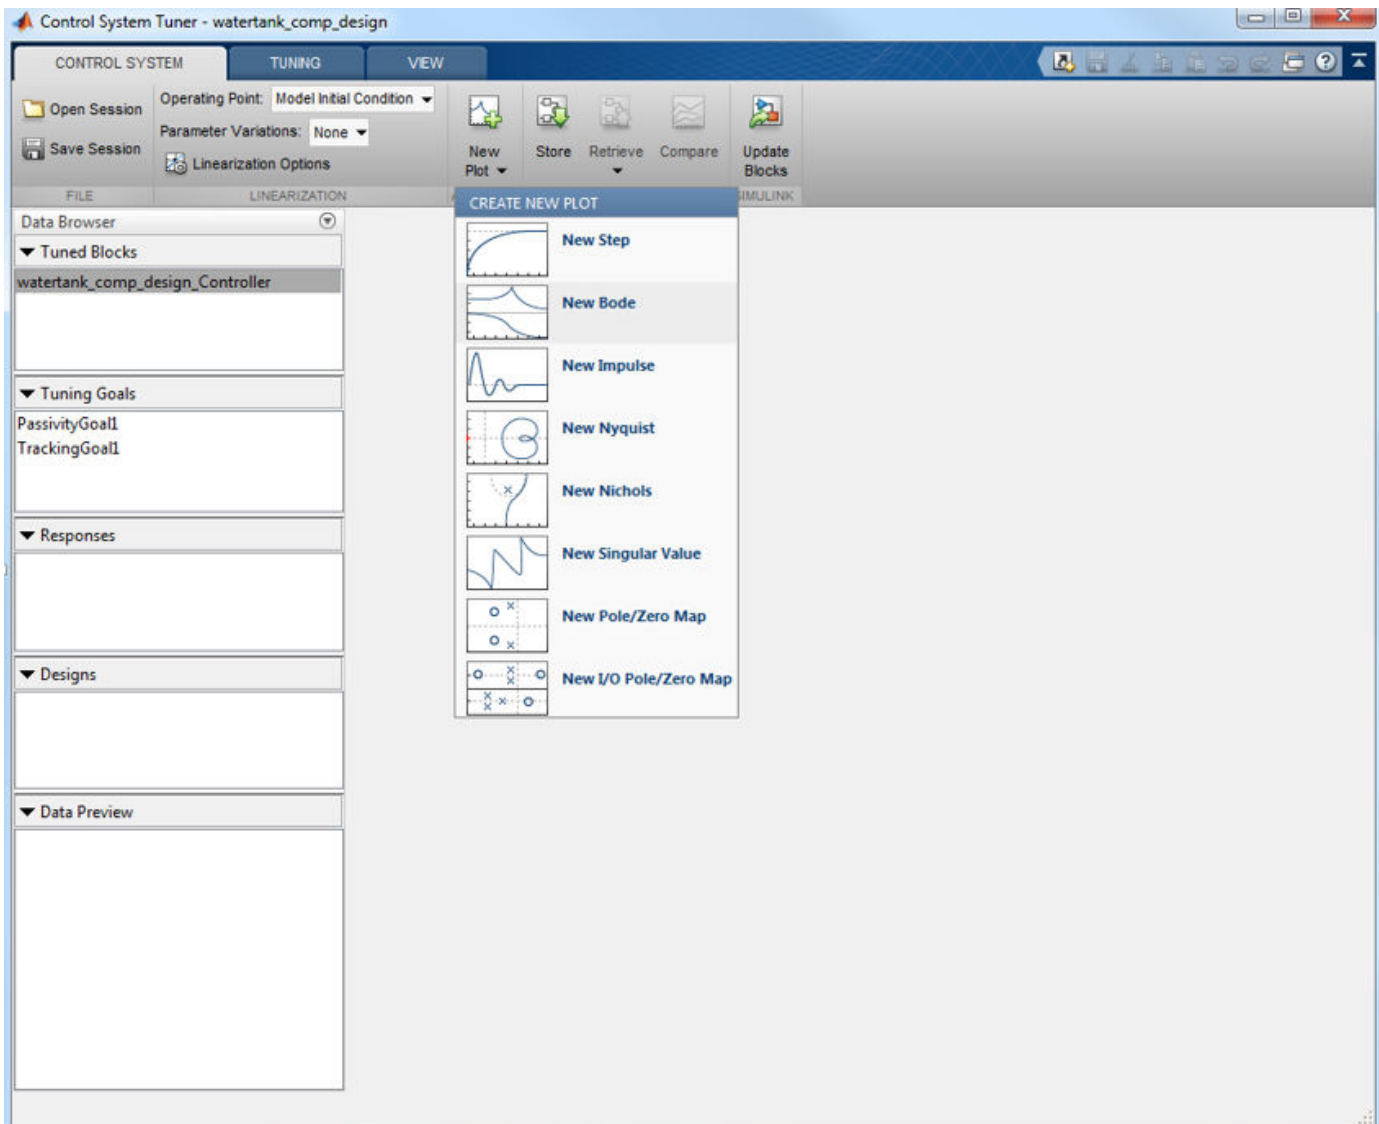 Control System Tuner - watertank_comp_design
CONTROL SYSTEM
TUNING
VIEW
Open Session
Save Session
FILE
Operating Point: Model Initial Condition
Parameter Variations: None
Linearization Options
LINEARIZATION
New Plot
Store
Retrieve
Compare
Update Blocks
SIMULINK
Data Browser
Tuned Blocks
watertank_comp_design_Controller
Tuning Goals
PassivityGoal1
TrackingGoal1
Responses
Designs
Data Preview
CREATE NEW PLOT
New Step
New Bode
New Impulse
New Nyquist
New Nichols
New Singular Value
New Pole/Zero Map
New I/O Pole/Zero Map